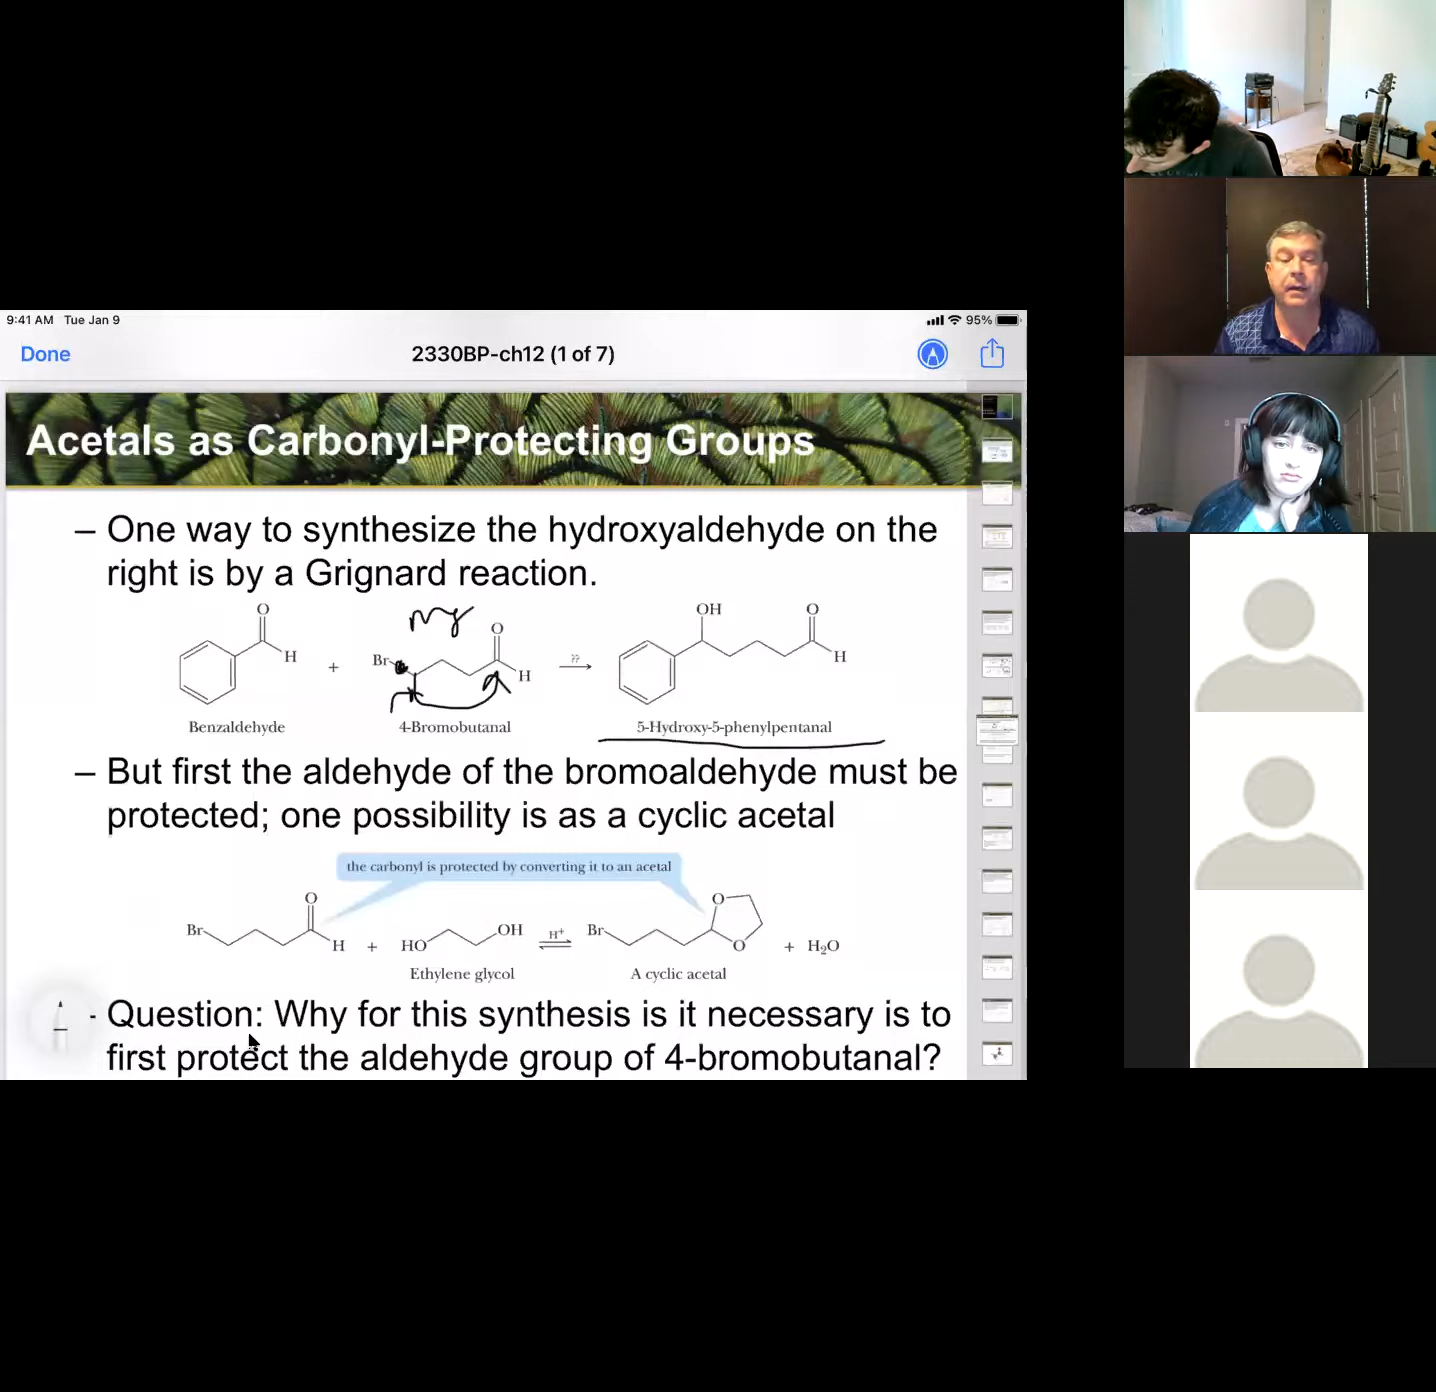 9:41 AM Tue Jan 9
95%
Done
2330BP-ch12 (1 of 7)
Acetals as Carbonyl-Protecting Groups
– One way to synthesize the hydroxyaldehyde on the
right is by a Grignard reaction.
O
H
+
Mg
Br
O
H
??
OH
O
H
Benzaldehyde
4-Bromobutanal
5-Hydroxy-5-phenylpentanal
– But first the aldehyde of the bromoaldehyde must be
protected; one possibility is as a cyclic acetal
the carbonyl is protected by converting it to an acetal
Br
O
H
+
HO
OH
H+
Br
O
O
+ H₂O
Ethylene glycol
A cyclic acetal
- Question: Why for this synthesis is it necessary is to
first protect the aldehyde group of 4-bromobutanal?